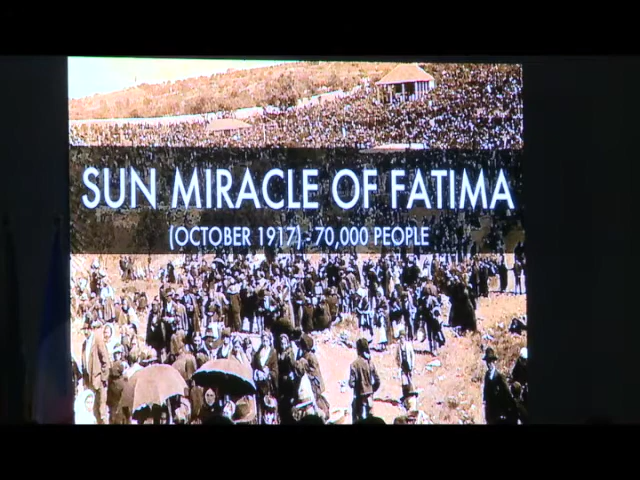 SUN MIRACLE OF FATIMA
(OCTOBER 1917) - 70,000 PEOPLE